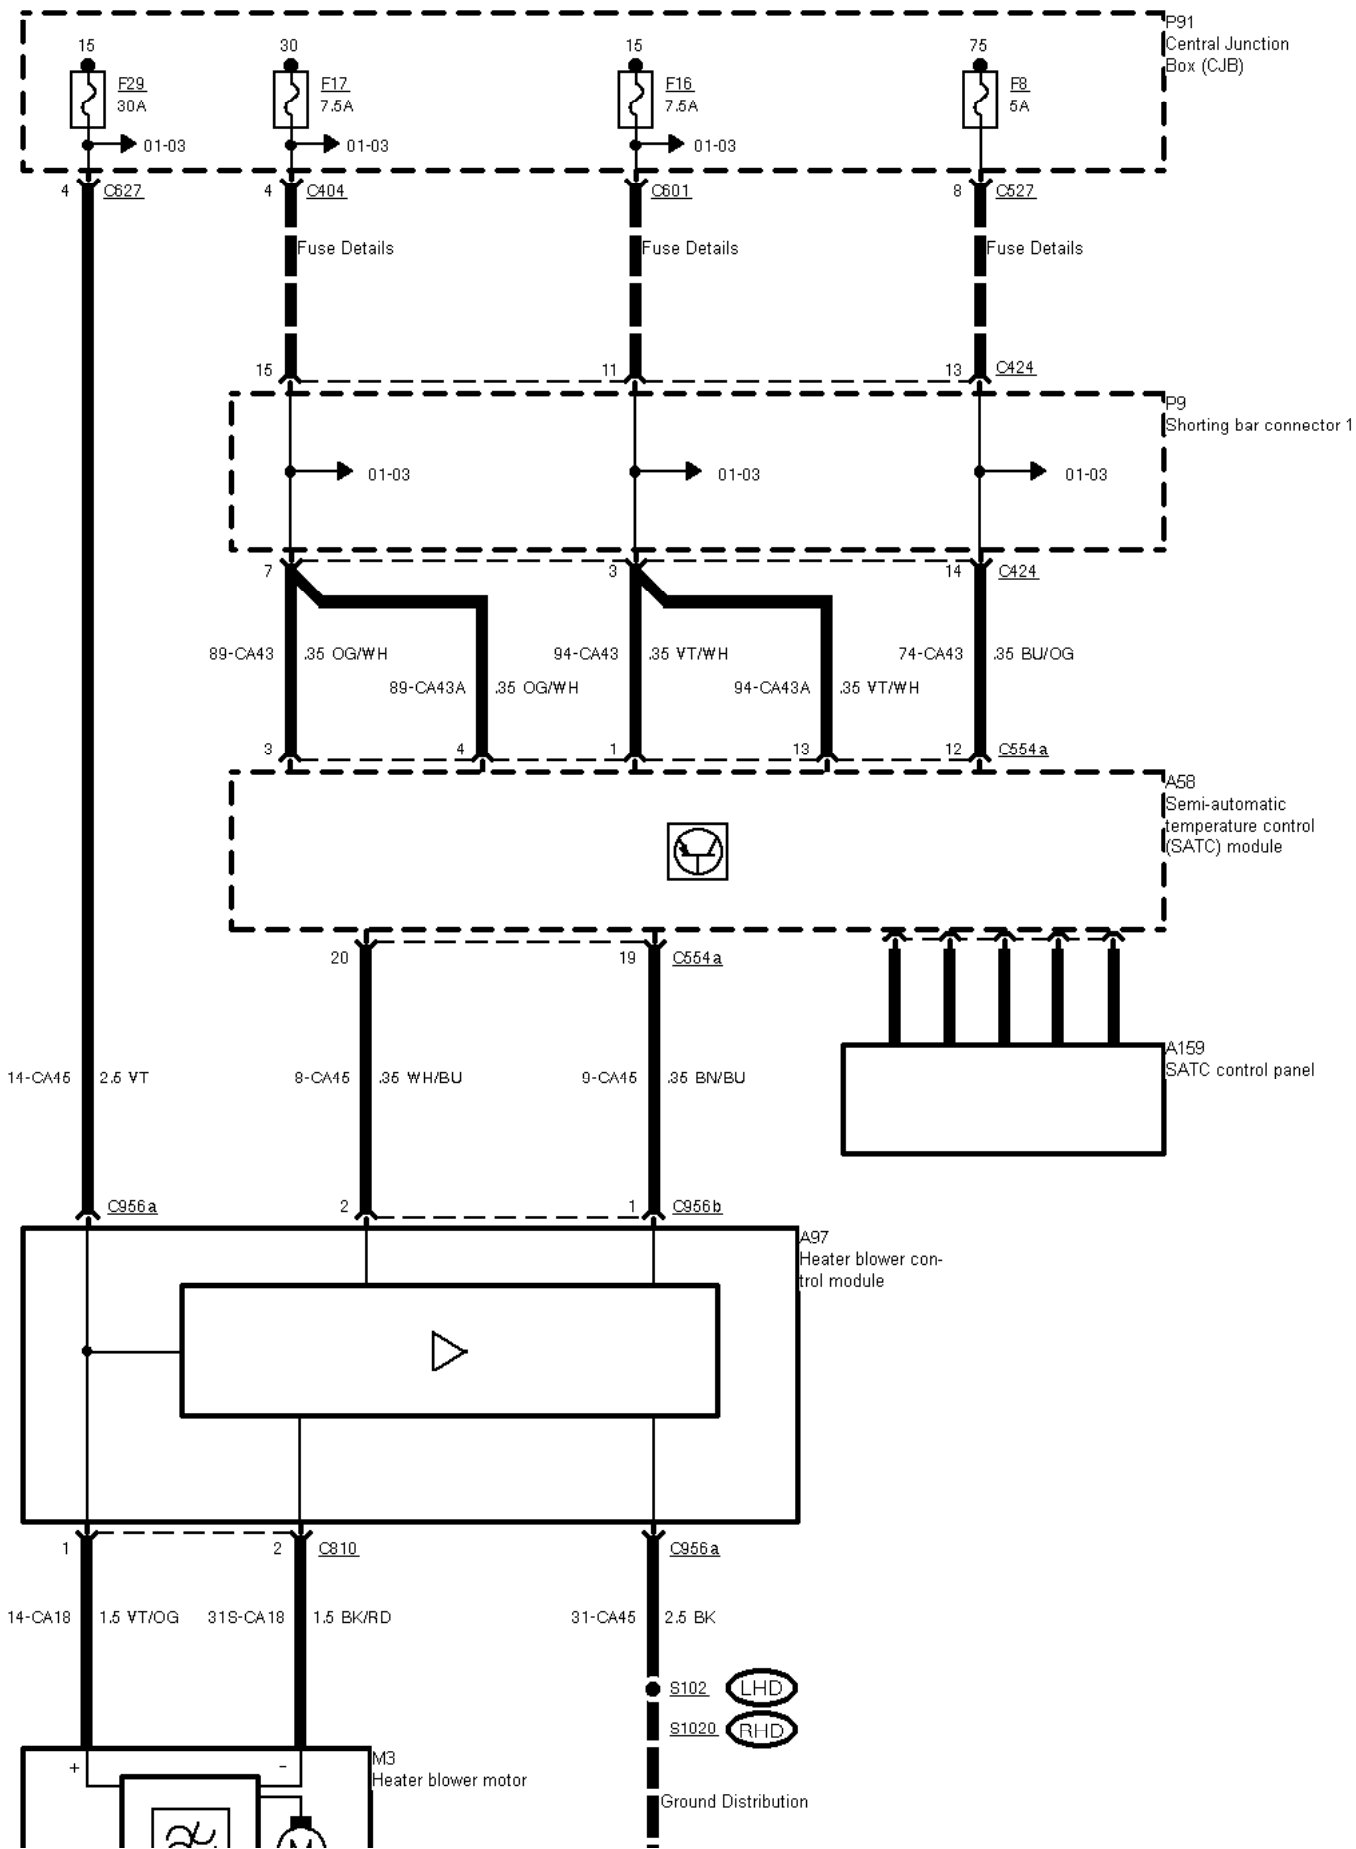 P91
Central Junction
Box (CJB)
15
30
15
75
F29
30A
F17
7.5A
F16
7.5A
F8
5A
01-03
01-03
01-03
4
C627
4
C404
C601
8
C527
Fuse Details
Fuse Details
Fuse Details
15
11
13
C424
P9
Shorting bar connector 1
01-03
01-03
01-03
7
3
14
C424
89-CA43
.35 OG/WH
94-CA43
.35 VT/WH
74-CA43
.35 BU/OG
89-CA43A
.35 OG/WH
94-CA43A
.35 VT/WH
3
4
1
13
12
C554a
A58
Semi-automatic
temperature control
(SATC) module
20
19
C554a
A159
SATC control panel
14-CA45
2.5 VT
8-CA45
.35 WH/BU
9-CA45
.35 BN/BU
C956a
2
1
C956b
A97
Heater blower con-
trol module
1
2
C810
C956a
14-CA18
1.5 VT/OG
31S-CA18
1.5 BK/RD
31-CA45
2.5 BK
S102
LHD
S1020
RHD
M3
Heater blower motor
+
-
Ground Distribution
M